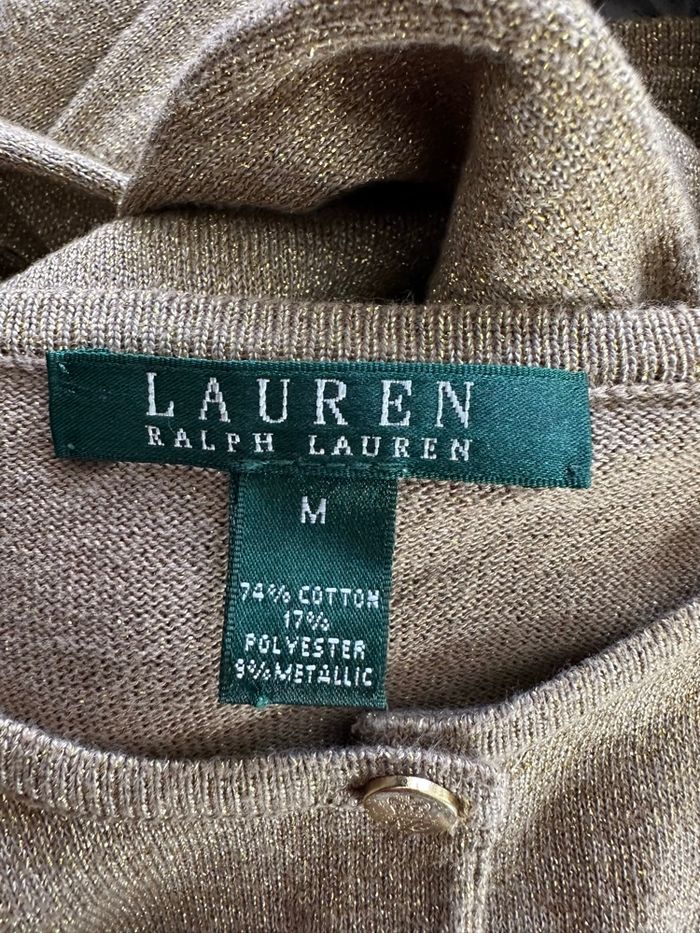 LAUREN
RALPH LAUREN
M
74% COTTON
17%
POLYESTER
9% METALLIC